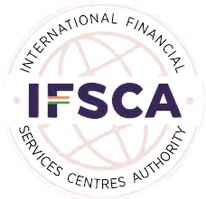 INTERNATIONAL FINANCIAL
IFSCA
SERVICES CENTRES AUTHORITY